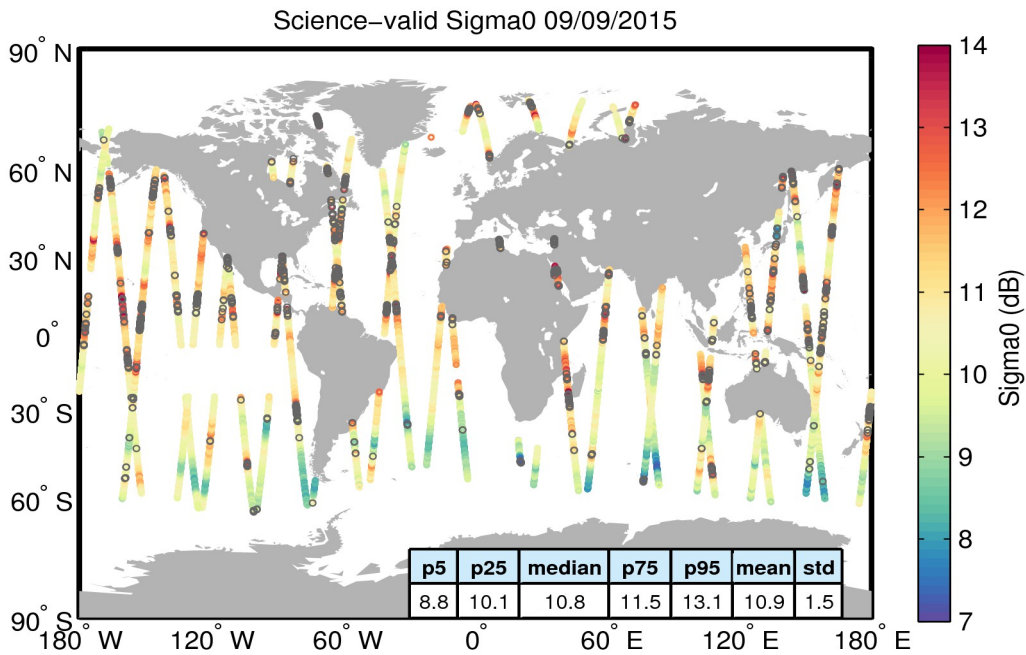 Science−valid Sigma0 09/09/2015
90° N
60° N
30° N
0°
30° S
60° S
90° S
180° W
120° W
60° W
0°
60° E
120° E
180° E
14
13
12
11
10
9
8
7
Sigma0 (dB)
p5 p25 median p75 p95 mean std
8.8 10.1 10.8 11.5 13.1 10.9 1.5